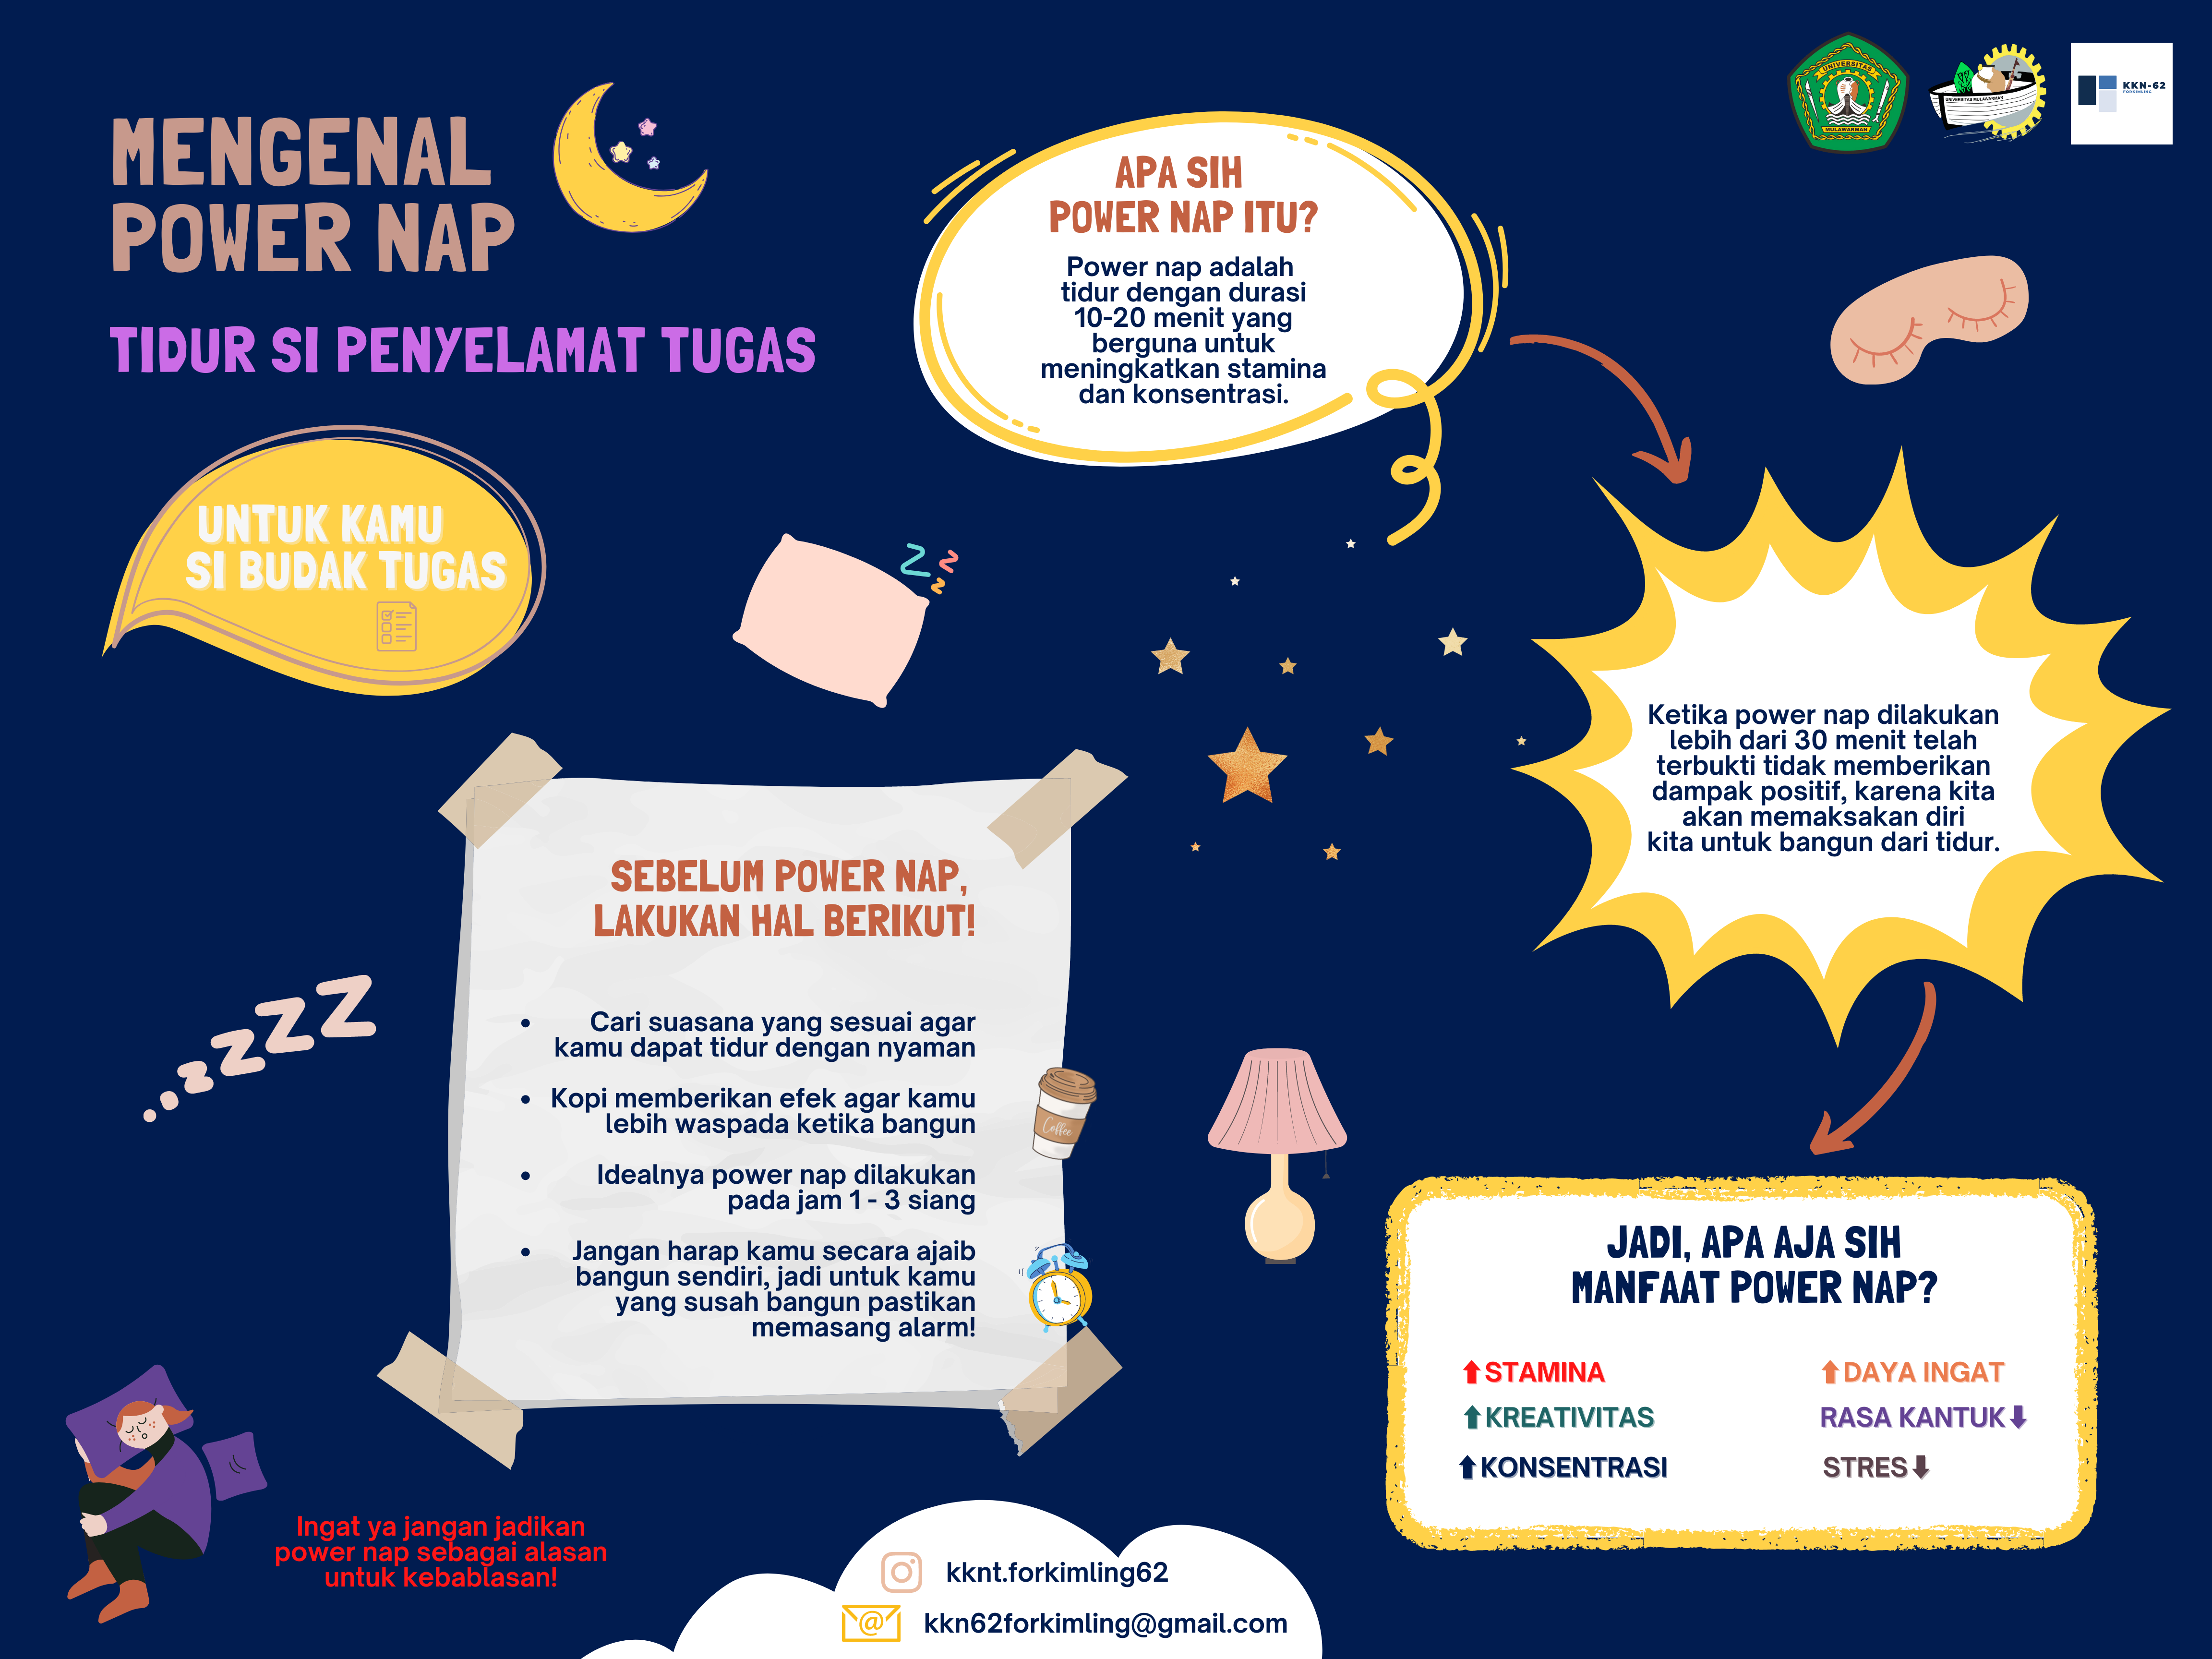 MENGENAL
POWER NAP
TIDUR SI PENYELAMAT TUGAS
UNTUK KAMU
SI BUDAK TUGAS
APA SIH
POWER NAP ITU?
Power nap adalah
tidur dengan durasi
10-20 menit yang
berguna untuk
meningkatkan stamina
dan konsentrasi.
UNIVERSITAS
MULAWARMAN
UNIVERSITAS MULAWARMAN
KKN-62
FORKIMLING
Z
z
z
Ketika power nap dilakukan
lebih dari 30 menit telah
terbukti tidak memberikan
dampak positif, karena kita
akan memaksakan diri
kita untuk bangun dari tidur.
SEBELUM POWER NAP,
LAKUKAN HAL BERIKUT!
• Cari suasana yang sesuai agar
kamu dapat tidur dengan nyaman
• Kopi memberikan efek agar kamu
lebih waspada ketika bangun
• Idealnya power nap dilakukan
pada jam 1 - 3 siang
• Jangan harap kamu secara ajaib
bangun sendiri, jadi untuk kamu
yang susah bangun pastikan
memasang alarm!
Coffee
zzZZ
JADI, APA AJA SIH
MANFAAT POWER NAP?
⬆STAMINA
⬆KREATIVITAS
⬆KONSENTRASI
⬆DAYA INGAT
RASA KANTUK⬇
STRES⬇
Ingat ya jangan jadikan
power nap sebagai alasan
untuk kebablasan!
kknt.forkimling62
@
kkn62forkimling@gmail.com